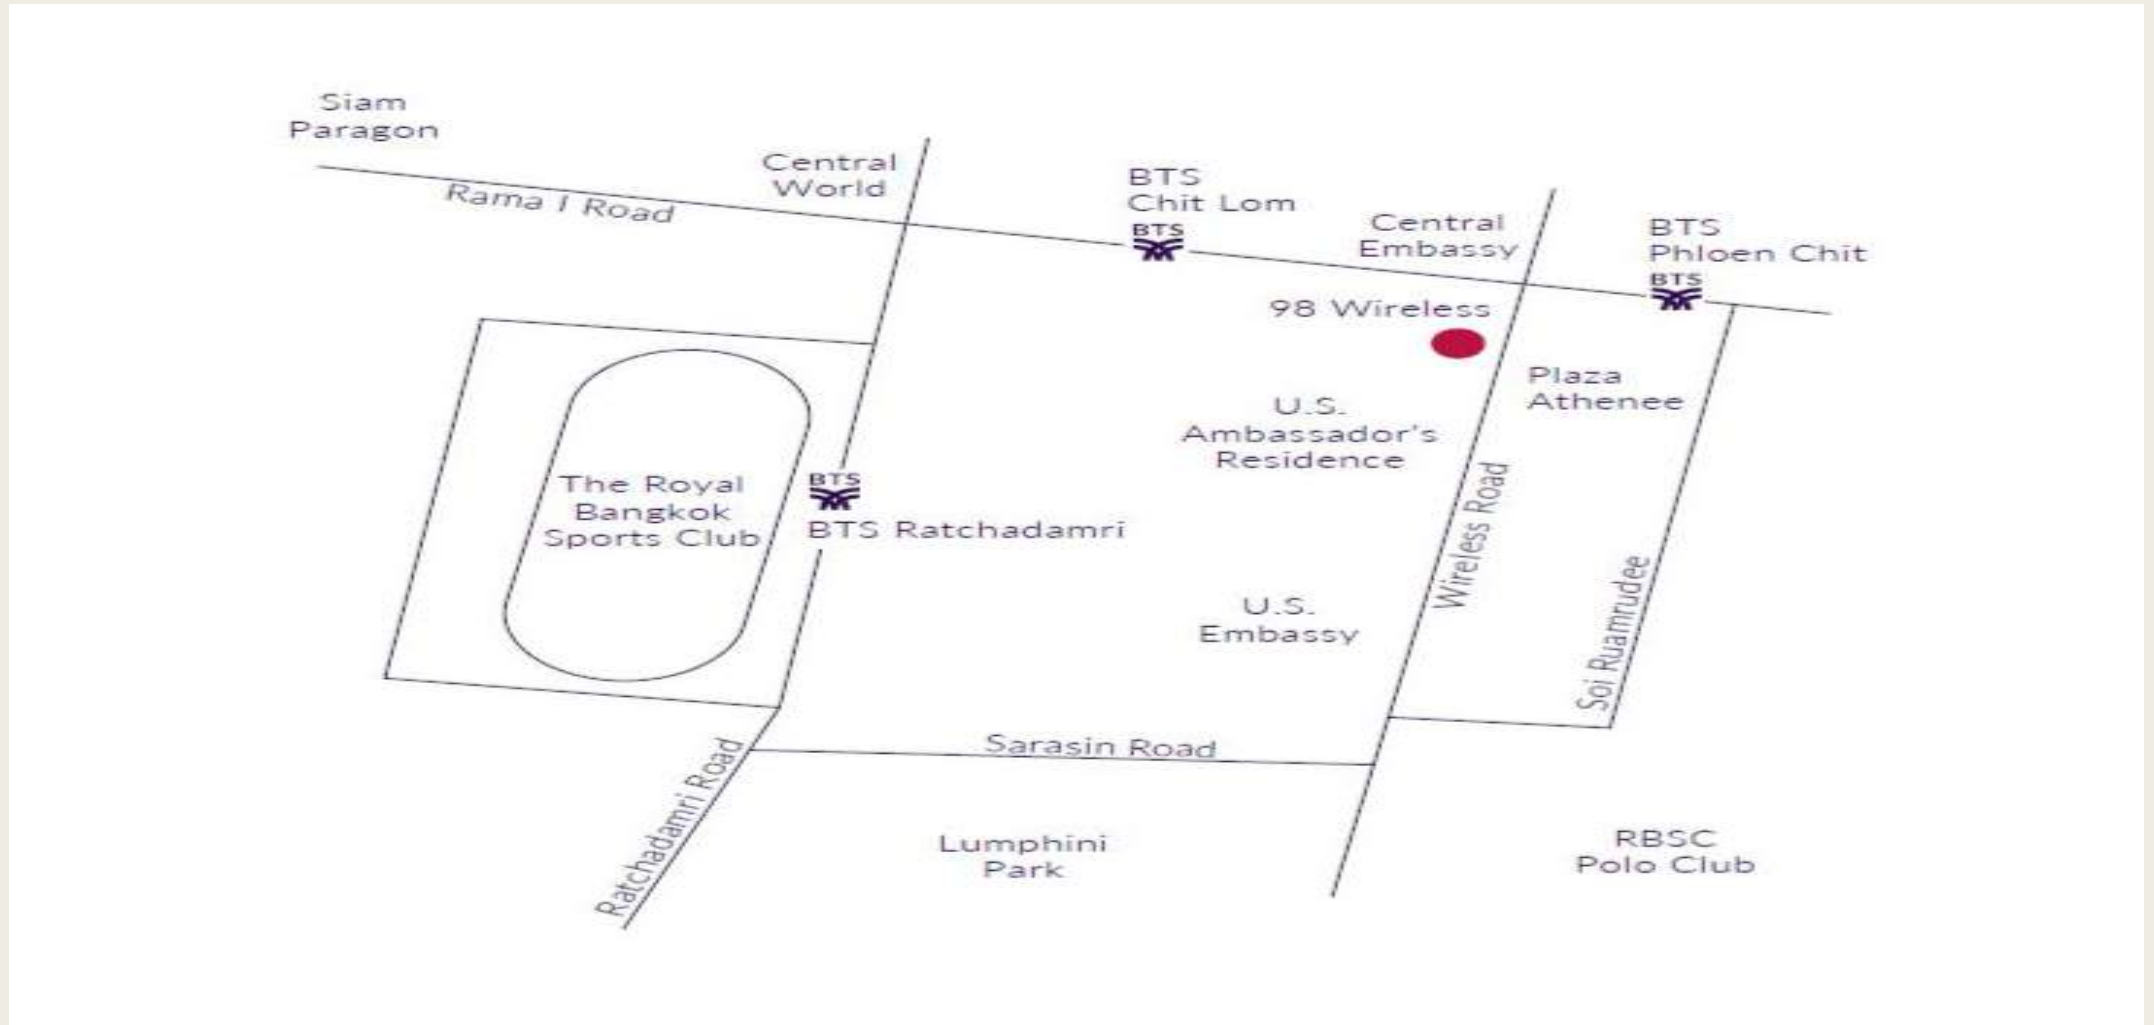 Siam
Paragon
Rama I Road
Central
World
BTS
Chit Lom
BTS
Central
Embassy
BTS
Phloen Chit
BTS
98 Wireless
Plaza
Athenee
U.S.
Ambassador's
Residence
The Royal
Bangkok
Sports Club
BTS
BTS Ratchadamri
Wireless Road
Soi Ruamrudee
U.S.
Embassy
Sarasin Road
Ratchadamri Road
Lumphini
Park
RBSC
Polo Club